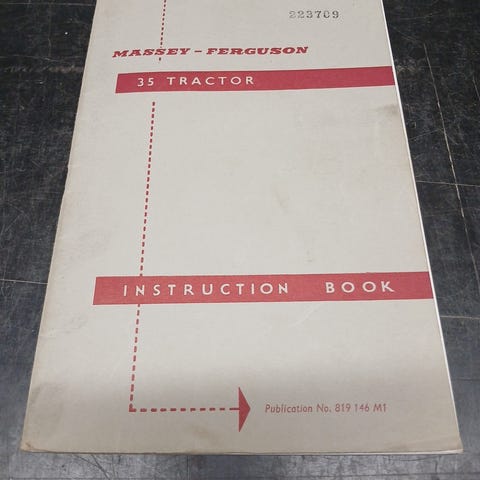 223709
MASSEY - FERGUSON
35 TRACTOR
INSTRUCTION BOOK
Publication No. 819 146 M1